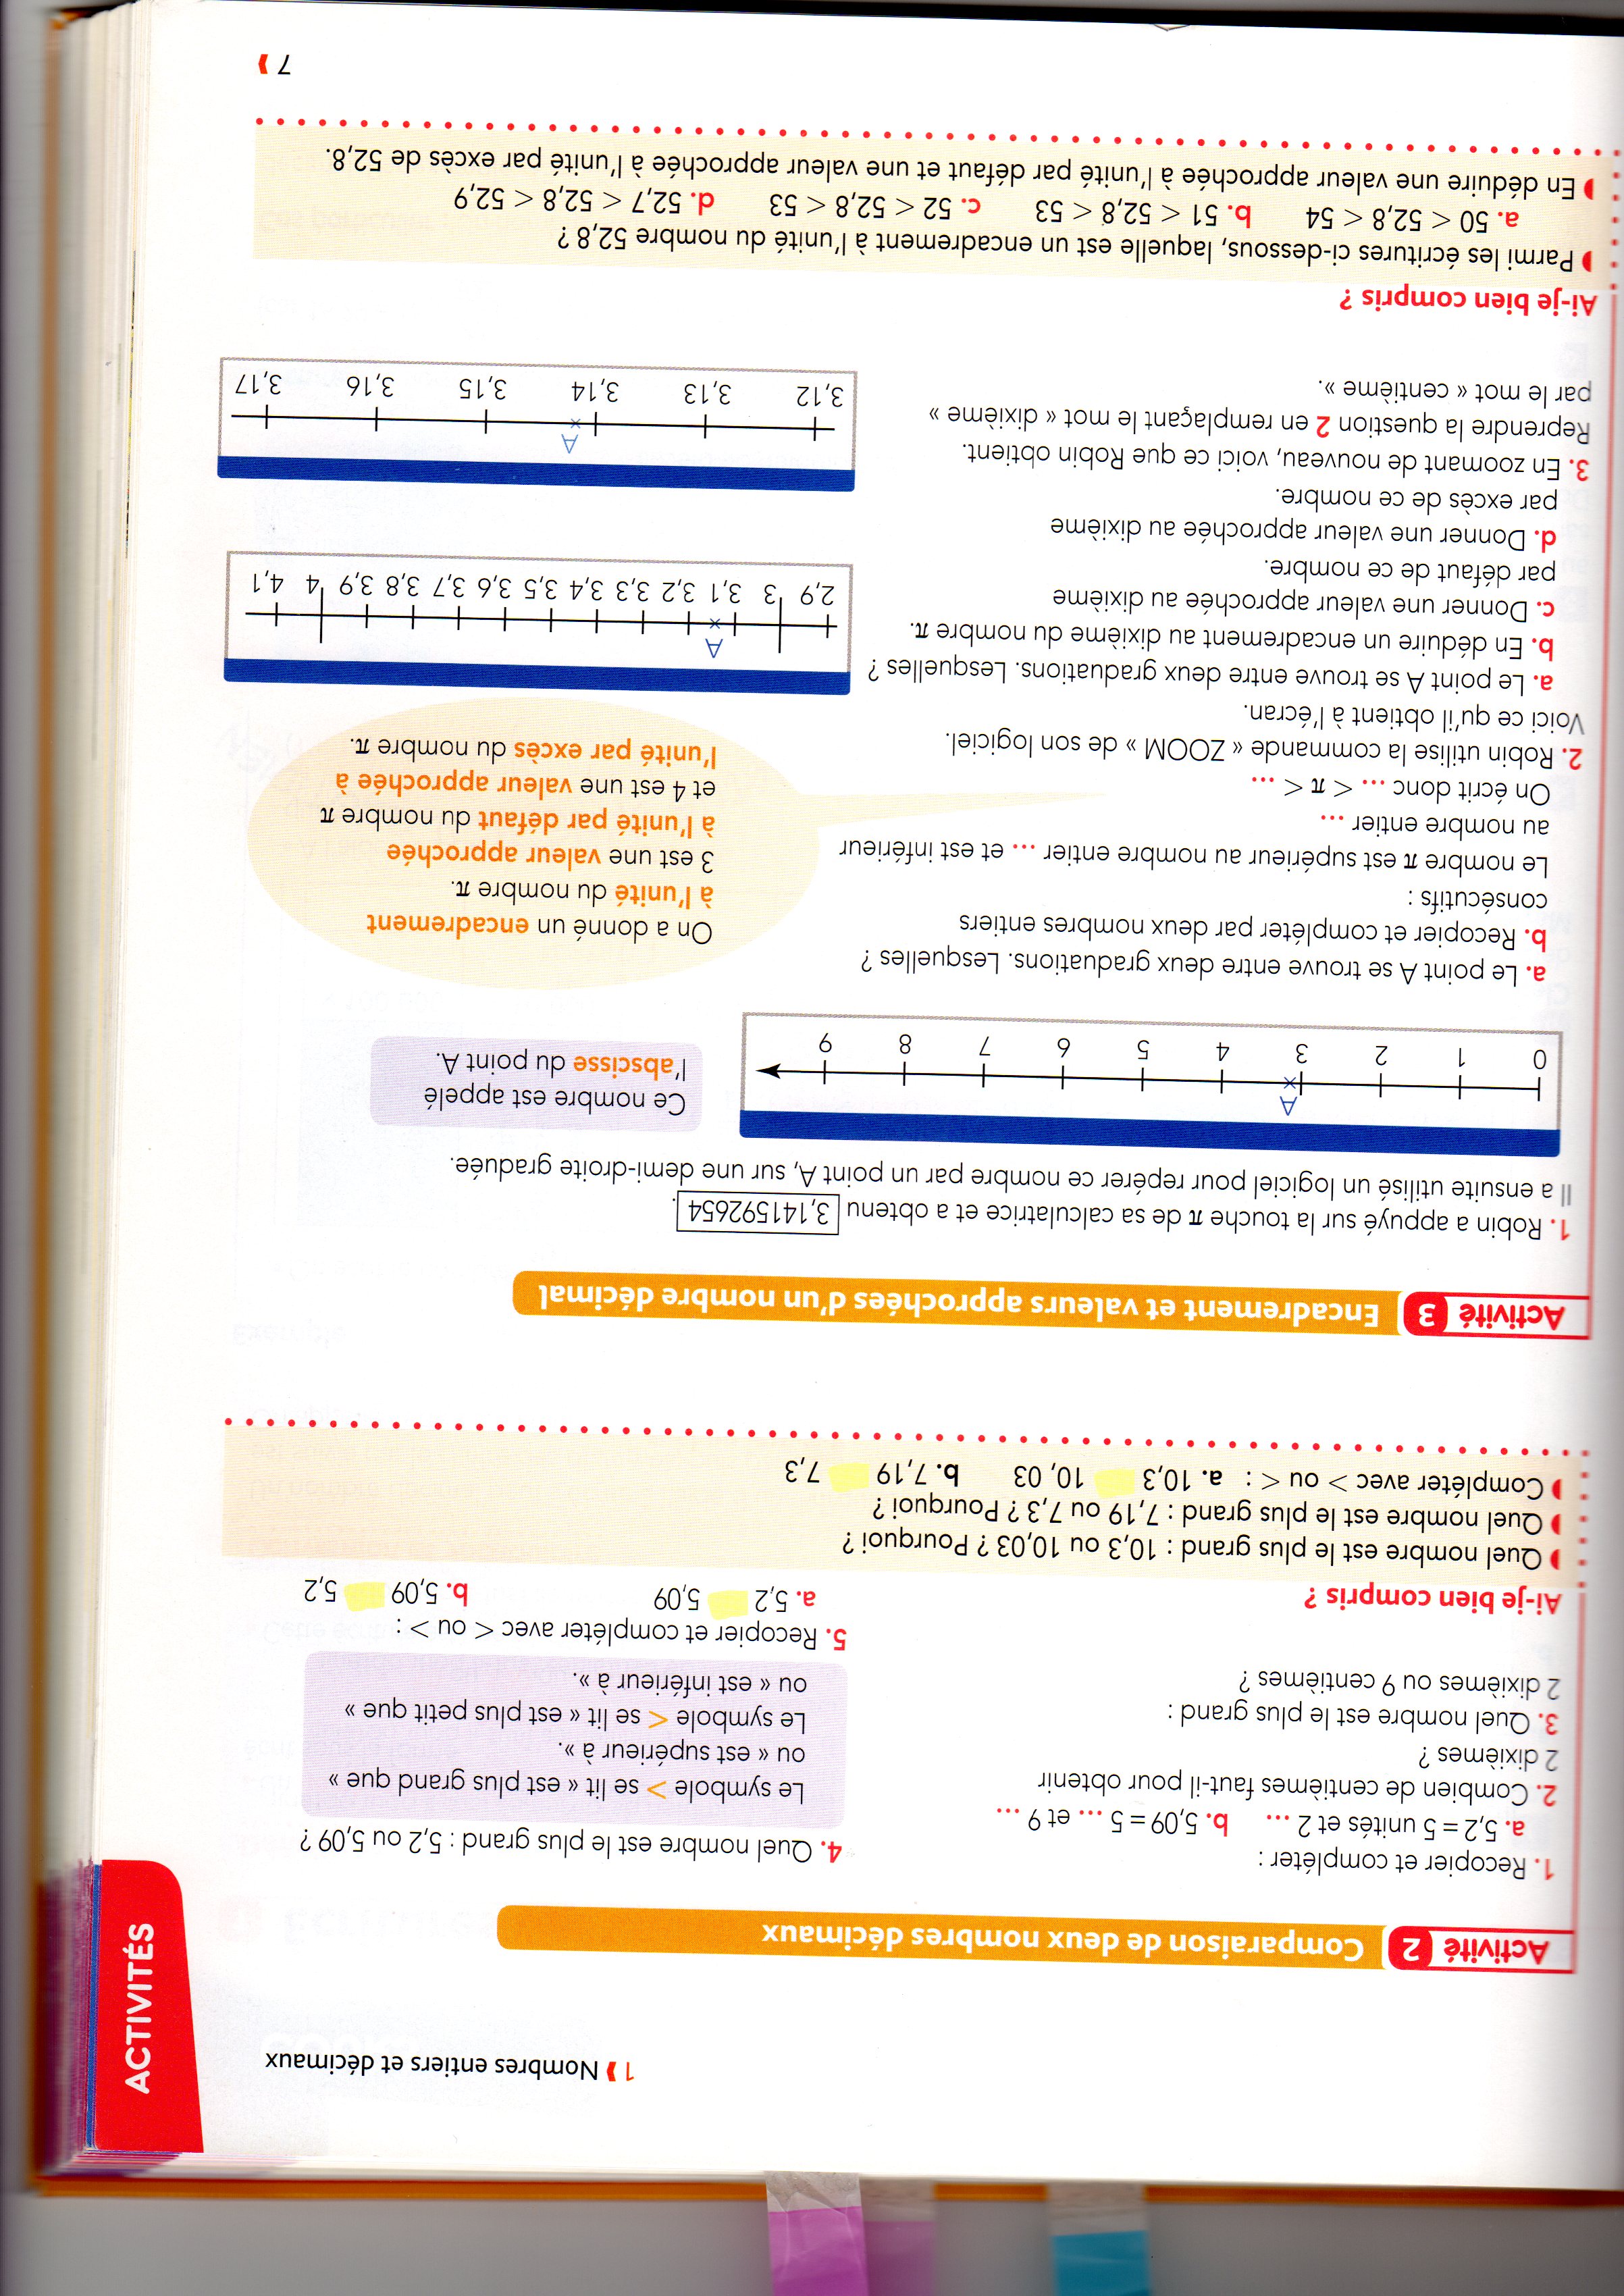 1 Nombres entiers et décimaux
ACTIVITÉS
Activité 2 Comparaison de deux nombres décimaux
1. Recopier et compléter :
a. 5,2 = 5 unités et 2 ... b. 5,09 = 5 ... et 9 ...
2. Combien de centièmes faut-il pour obtenir
2 dixièmes ?
3. Quel nombre est le plus grand :
2 dixièmes ou 9 centièmes ?
4. Quel nombre est le plus grand : 5,2 ou 5,09 ?
Le symbole > se lit « est plus grand que »
ou « est supérieur à ».
Le symbole < se lit « est plus petit que »
ou « est inférieur à ».
5. Recopier et compléter avec < ou > :
a. 5,2 5,09 b. 5,09 5,2
Ai-je bien compris ?
Quel nombre est le plus grand : 10,3 ou 10,03 ? Pourquoi ?
Quel nombre est le plus grand : 7,19 ou 7,3 ? Pourquoi ?
Compléter avec > ou < : a. 10,3 10, 03 b. 7,19 7,3
Activité 3 Encadrement et valeurs approchées d'un nombre décimal
1. Robin a appuyé sur la touche π de sa calculatrice et a obtenu 3,141592654.
Il a ensuite utilisé un logiciel pour repérer ce nombre par un point A, sur une demi-droite graduée.
A
0 1 2 3 4 5 6 7 8 9
Ce nombre est appelé
l'abscisse du point A.
a. Le point A se trouve entre deux graduations. Lesquelles ?
b. Recopier et compléter par deux nombres entiers
consécutifs :
Le nombre π est supérieur au nombre entier ... et est inférieur
au nombre entier ...
On écrit donc ... < π < ...
On a donné un encadrement
à l'unité du nombre π.
3 est une valeur approchée
à l'unité par défaut du nombre π
et 4 est une valeur approchée à
l'unité par excès du nombre π.
2. Robin utilise la commande « ZOOM » de son logiciel.
Voici ce qu'il obtient à l'écran.
a. Le point A se trouve entre deux graduations. Lesquelles ?
b. En déduire un encadrement au dixième du nombre π.
c. Donner une valeur approchée au dixième
par défaut de ce nombre.
d. Donner une valeur approchée au dixième
par excès de ce nombre.
A
2,9 3 3,1 3,2 3,3 3,4 3,5 3,6 3,7 3,8 3,9 4 4,1
3. En zoomant de nouveau, voici ce que Robin obtient.
Reprendre la question 2 en remplaçant le mot « dixième »
par le mot « centième ».
A
3,12 3,13 3,14 3,15 3,16 3,17
Ai-je bien compris ?
Parmi les écritures ci-dessous, laquelle est un encadrement à l'unité du nombre 52,8 ?
a. 50 < 52,8 < 54 b. 51 < 52,8 < 53 c. 52 < 52,8 < 53 d. 52,7 < 52,8 < 52,9
En déduire une valeur approchée à l'unité par défaut et une valeur approchée à l'unité par excès de 52,8.
7